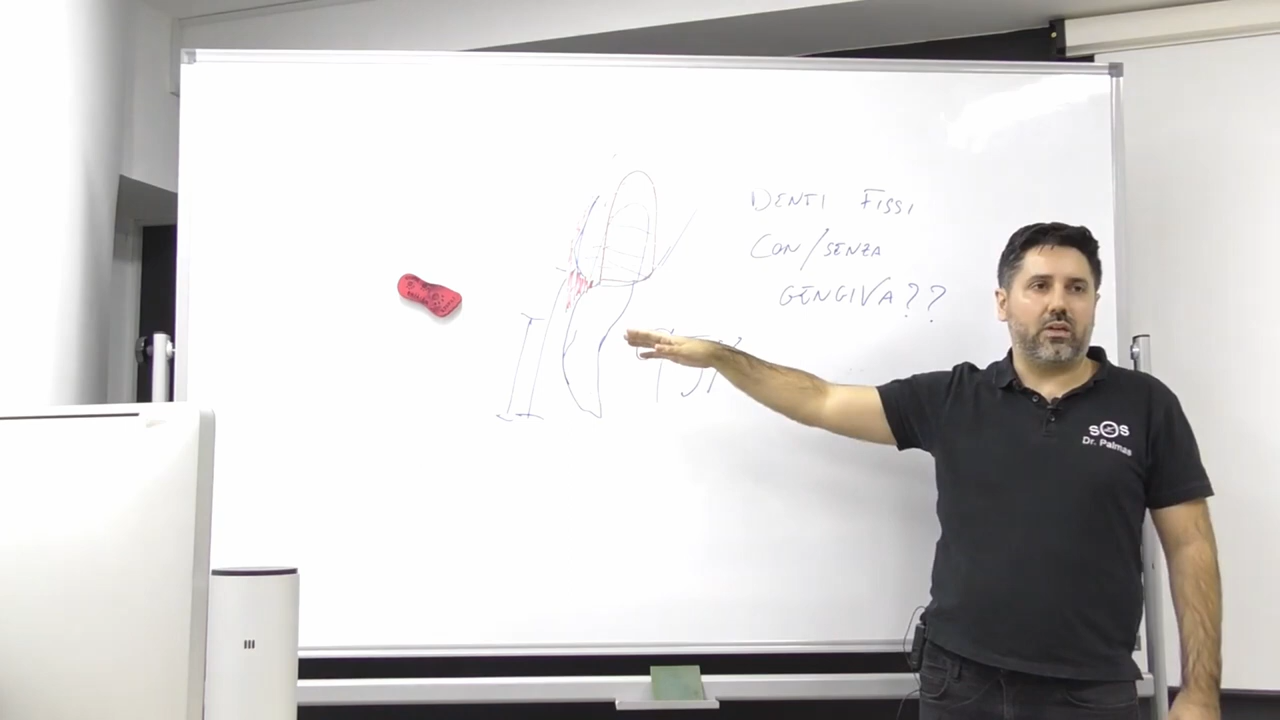 DENTI FISSI
CON/SENZA
GENGIVA??
SOS
Dr. Palmas